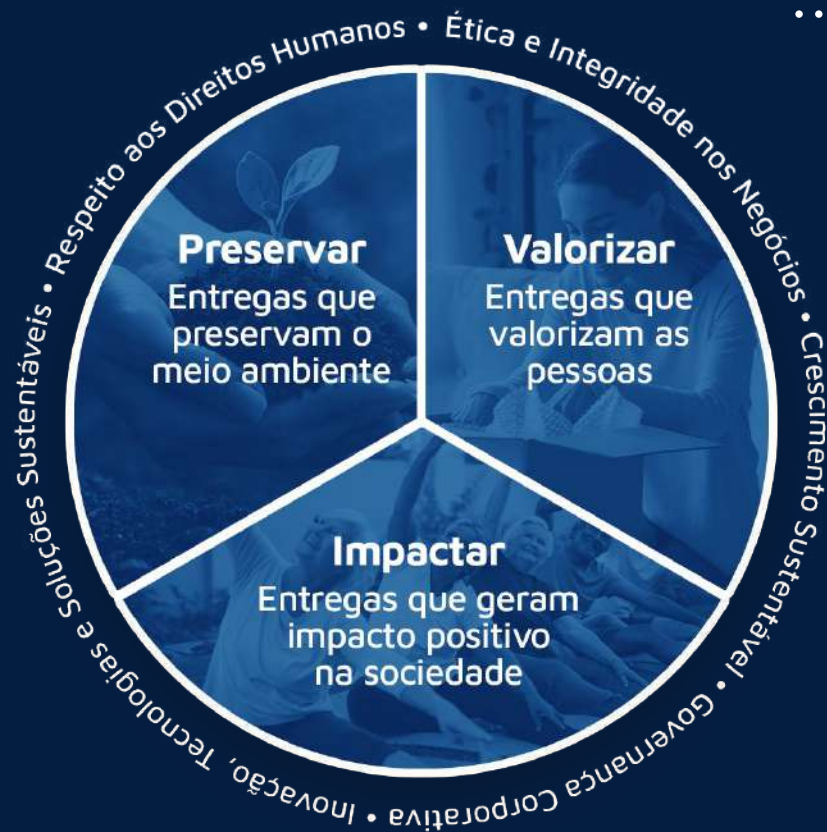 Respeito aos Direitos Humanos • Ética e Integridade nos Negócios • Crescimento Sustentável • Governança Corporativa • Inovação, Tecnologias e Soluções Sustentáveis •
Preservar
Entregas que
preservam o
meio ambiente
Valorizar
Entregas que
valorizam as
pessoas
Impactar
Entregas que geram
impacto positivo
na sociedade